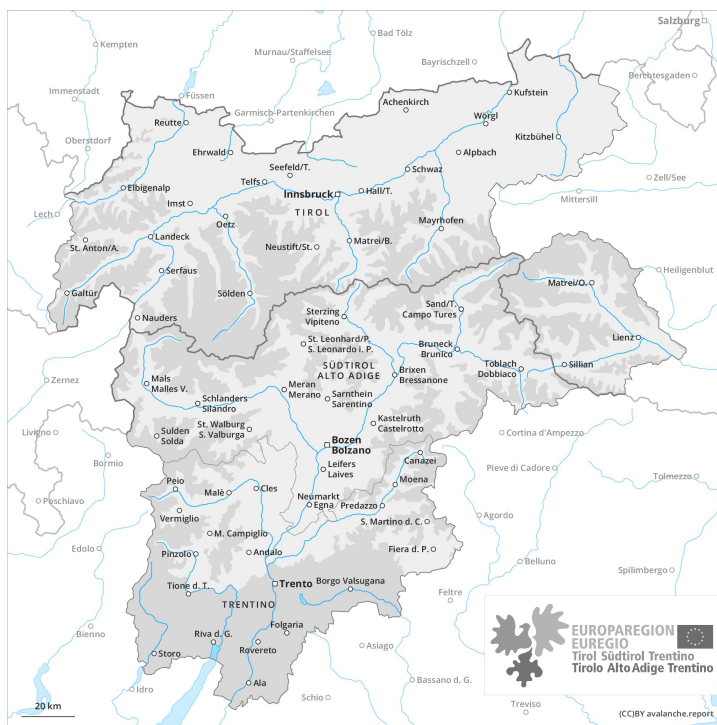 Salzburg
Kempten
Bad Tölz
Murnau/Staffelsee
Bayrischzell
Berchtesgaden
Immenstadt
Füssen
Kufstein
Garmisch-Partenkirchen
Achenkirch
Reutte
Wörgl
Oberstdorf
Kitzbühel
Ehrwald
Alpbach
Seefeld/T.
Schwaz
Zell/See
Telfs
Elbigenalp
Innsbruck
Hall/T.
Mittersill
Imst
TIROL
Lech
Oetz
Mayrhofen
St. Anton/A.
Landeck
Neustift/St.
Matrei/B.
Serfaus
Heiligenblut
Matrei/O.
Galtür
Sölden
Sand/T.
Campo Tures
Nauders
Sterzing
Vipiteno
St. Leonhard/P.
S. Leonardo i. P.
Lienz
Bruneck
Brunico
SÜDTIROL
ALTO ADIGE
Toblach
Dobbiaco
Sillian
Zernez
Mals
Malles V.
Meran
Merano
Brixen
Bressanone
Schlanders
Silandro
Sarnthein
Sarentino
Kastelruth
Castelrotto
St. Walburg
S. Valburga
Livigno
Sulden
Solda
Cortina d'Ampezzo
Bozen
Bolzano
Bormio
Canazei
Pieve di Cadore
Leifers
Laives
Tolmezzo
Peio
Moena
Poschiavo
Malè
Cles
Neumarkt
Egna
Predazzo
Vermiglio
Agordo
S. Martino d. C.
M. Campiglio
Edolo
Pinzolo
Andalo
Fiera d. P.
Belluno
Spilimbergo
Trento
Borgo Valsugana
Tione d. T.
Feltre
TRENTINO
Folgaria
Bienno
Riva d. G.
Rovereto
Asiago
Storo
Bassano d. G.
Ala
Idro
Schio
Treviso
EUROPAREGION
EUREGIO
Tirol Südtirol Trentino
Tirolo Alto Adige Trentino
20 km
(CC)BY avalanche.report